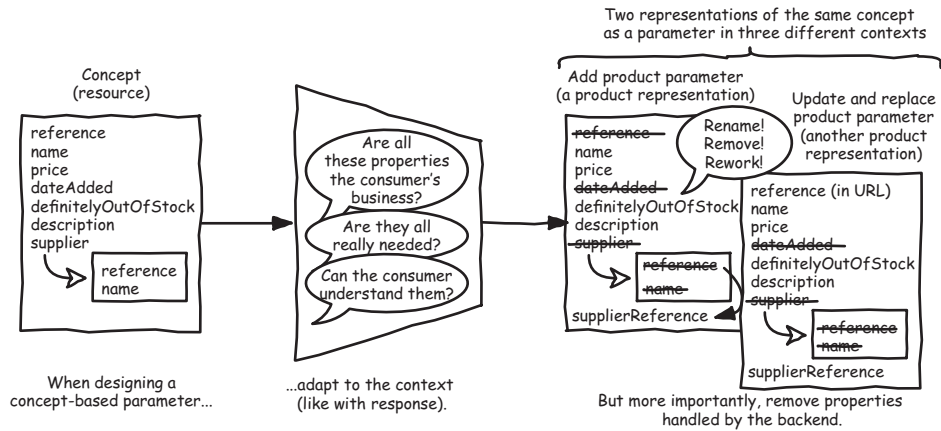 Two representations of the same concept
as a parameter in three different contexts
Concept
(resource)
reference
name
price
dateAdded
definitelyOutOfStock
description
supplier
reference
name
When designing a
concept-based parameter...
Are all
these properties
the consumer's
business?
Are they all
really needed?
Can the consumer
understand them?
...adapt to the context
(like with response).
Add product parameter
(a product representation)
reference
name
price
dateAdded
definitelyOutOfStock
description
supplier
reference
name
supplierReference
Rename!
Remove!
Rework!
Update and replace
product parameter
(another product
representation)
reference (in URL)
name
price
dateAdded
definitelyOutOfStock
description
supplier
reference
name
supplierReference
But more importantly, remove properties
handled by the backend.